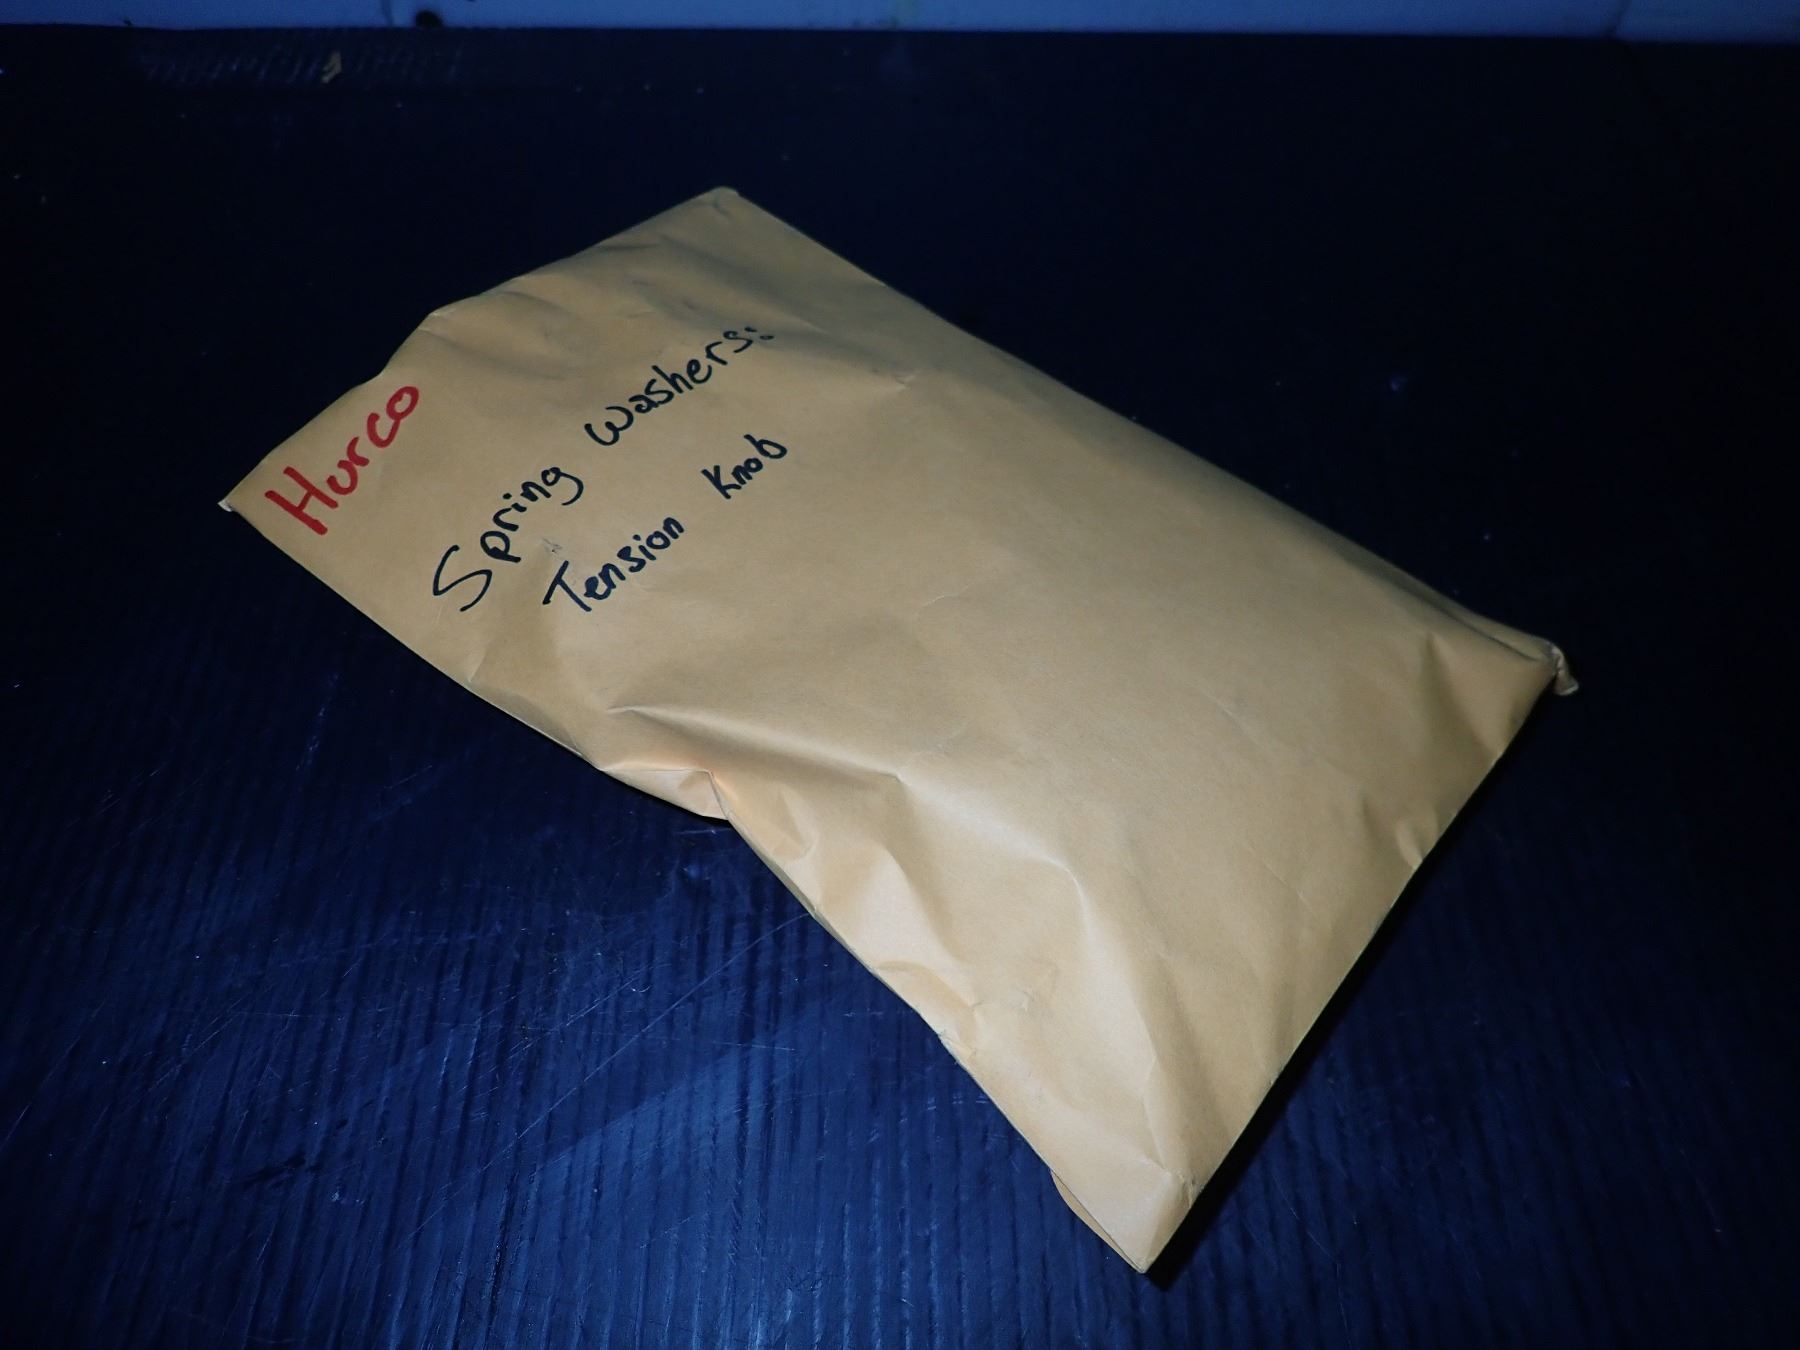 Hurco
Spring Washers:
Tension Knob